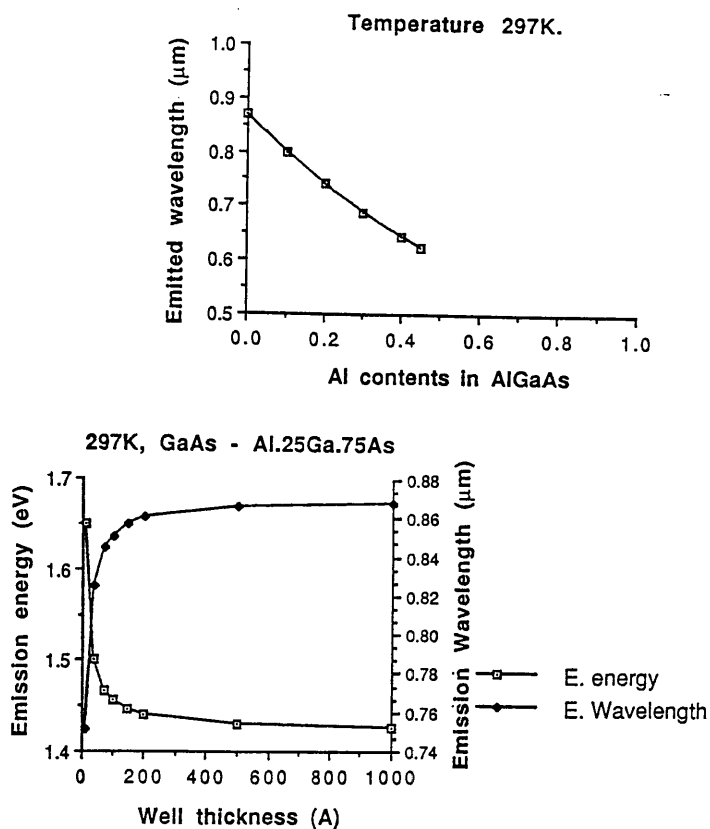 Temperature 297K.
Emitted wavelength (μm)
1.0
0.9
0.8
0.7
0.6
0.5
0.0 0.2 0.4 0.6 0.8 1.0
Al contents in AlGaAs
297K, GaAs - Al.25Ga.75As
Emission energy (eV)
1.7
1.6
1.5
1.4
Emission Wavelength (μm)
0.88
0.86
0.84
0.82
0.80
0.78
0.76
0.74
0 200 400 600 800 1000
Well thickness (A)
E. energy
E. Wavelength